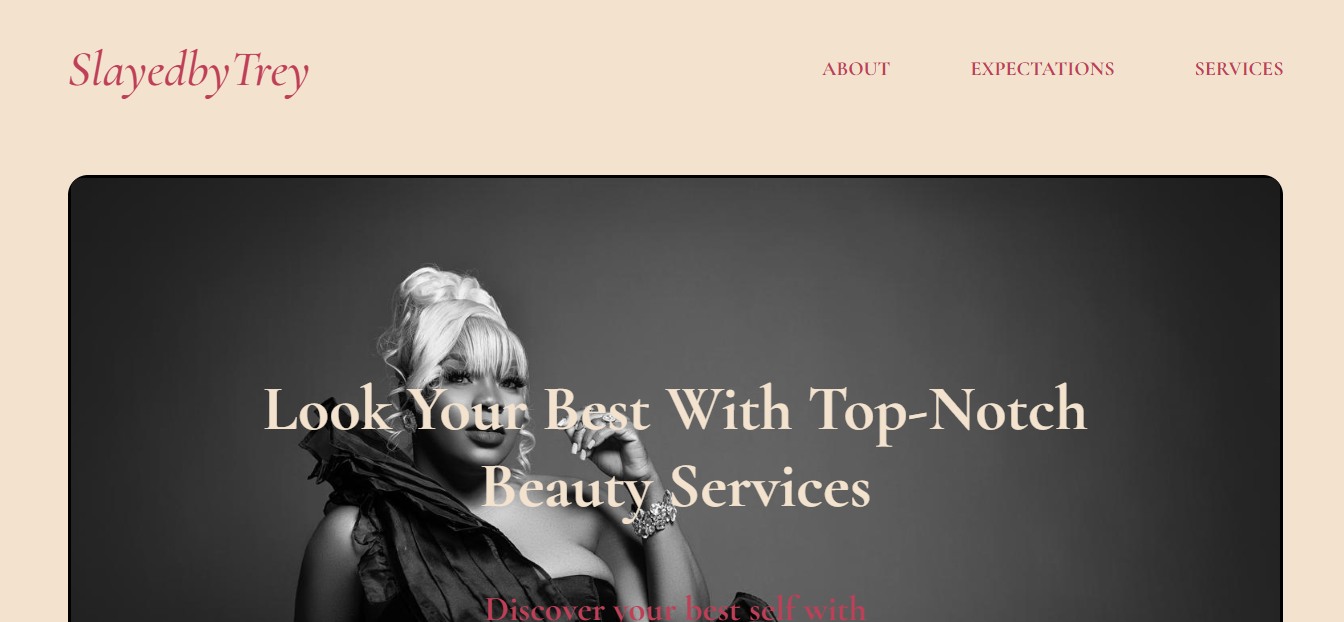 SlayedbyTrey
ABOUT EXPECTATIONS SERVICES
Look Your Best With Top-Notch
Beauty Services
Discover your best self with